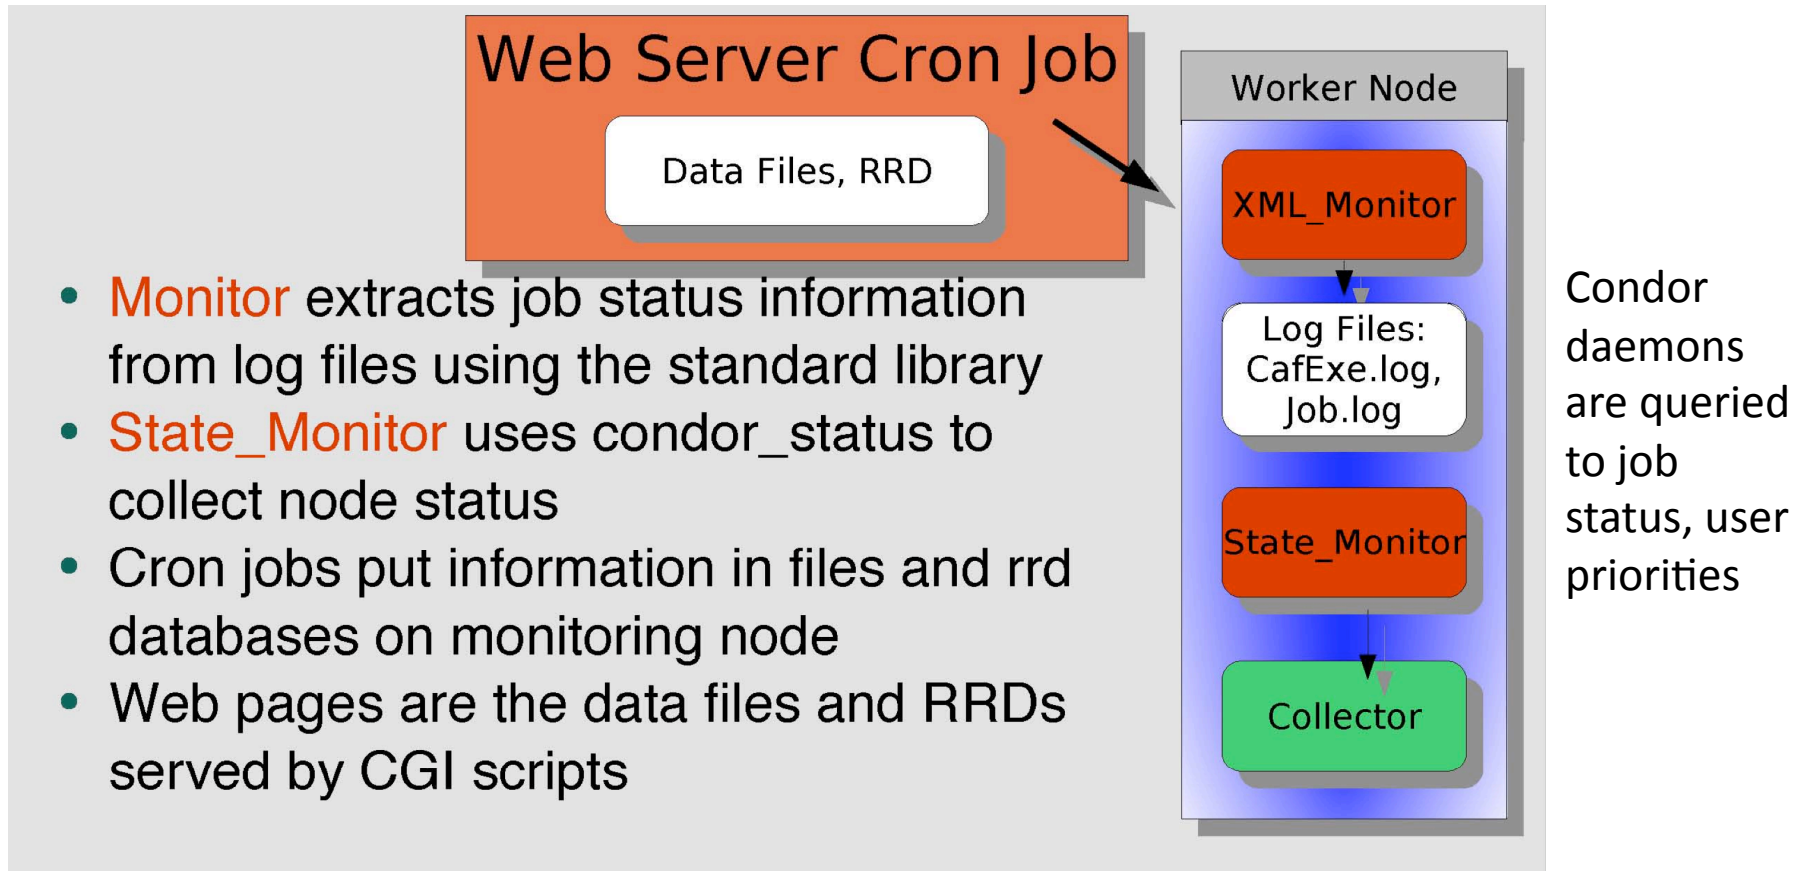 Web Server Cron Job
Data Files, RRD
• Monitor extracts job status information
from log files using the standard library
• State_Monitor uses condor_status to
collect node status
• Cron jobs put information in files and rrd
databases on monitoring node
• Web pages are the data files and RRDs
served by CGI scripts
Worker Node
XML_Monitor
Log Files:
CafExe.log,
Job.log
State_Monitor
Collector
Condor
daemons
are queried
to job
status, user
priorities